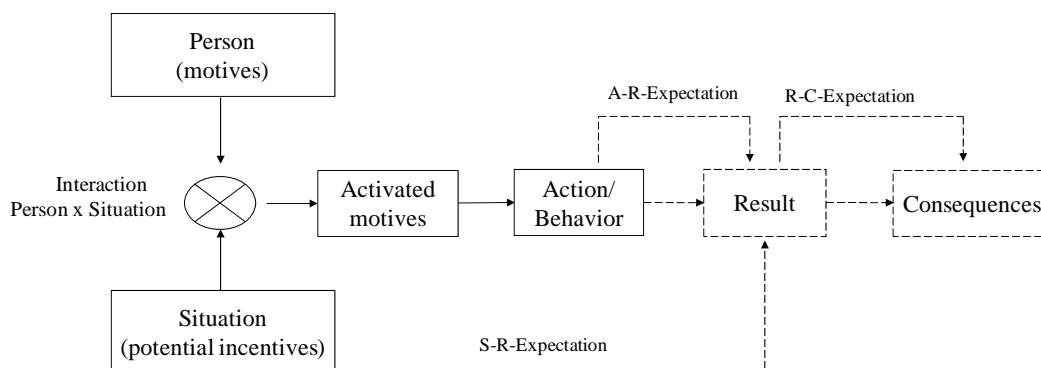 Person
(motives)
A-R-Expectation
R-C-Expectation
Interaction
Person x Situation
Activated
motives
Action/
Behavior
Result
Consequences
Situation
(potential incentives)
S-R-Expectation